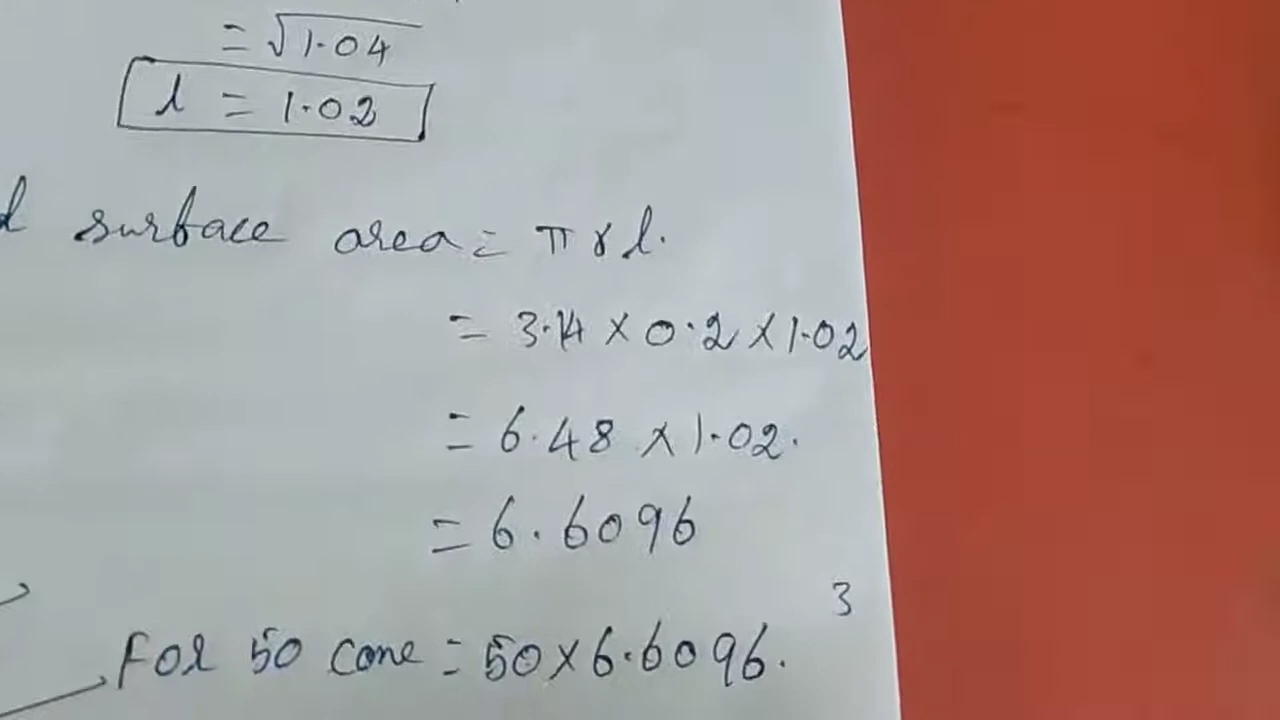 = √1.04
l = 1.02
surface area = πrl.
= 3.14 × 0.2 × 1.02
= 6.48 × 1.02.
= 6.6096
3
For 50 cone = 50×6.6096.